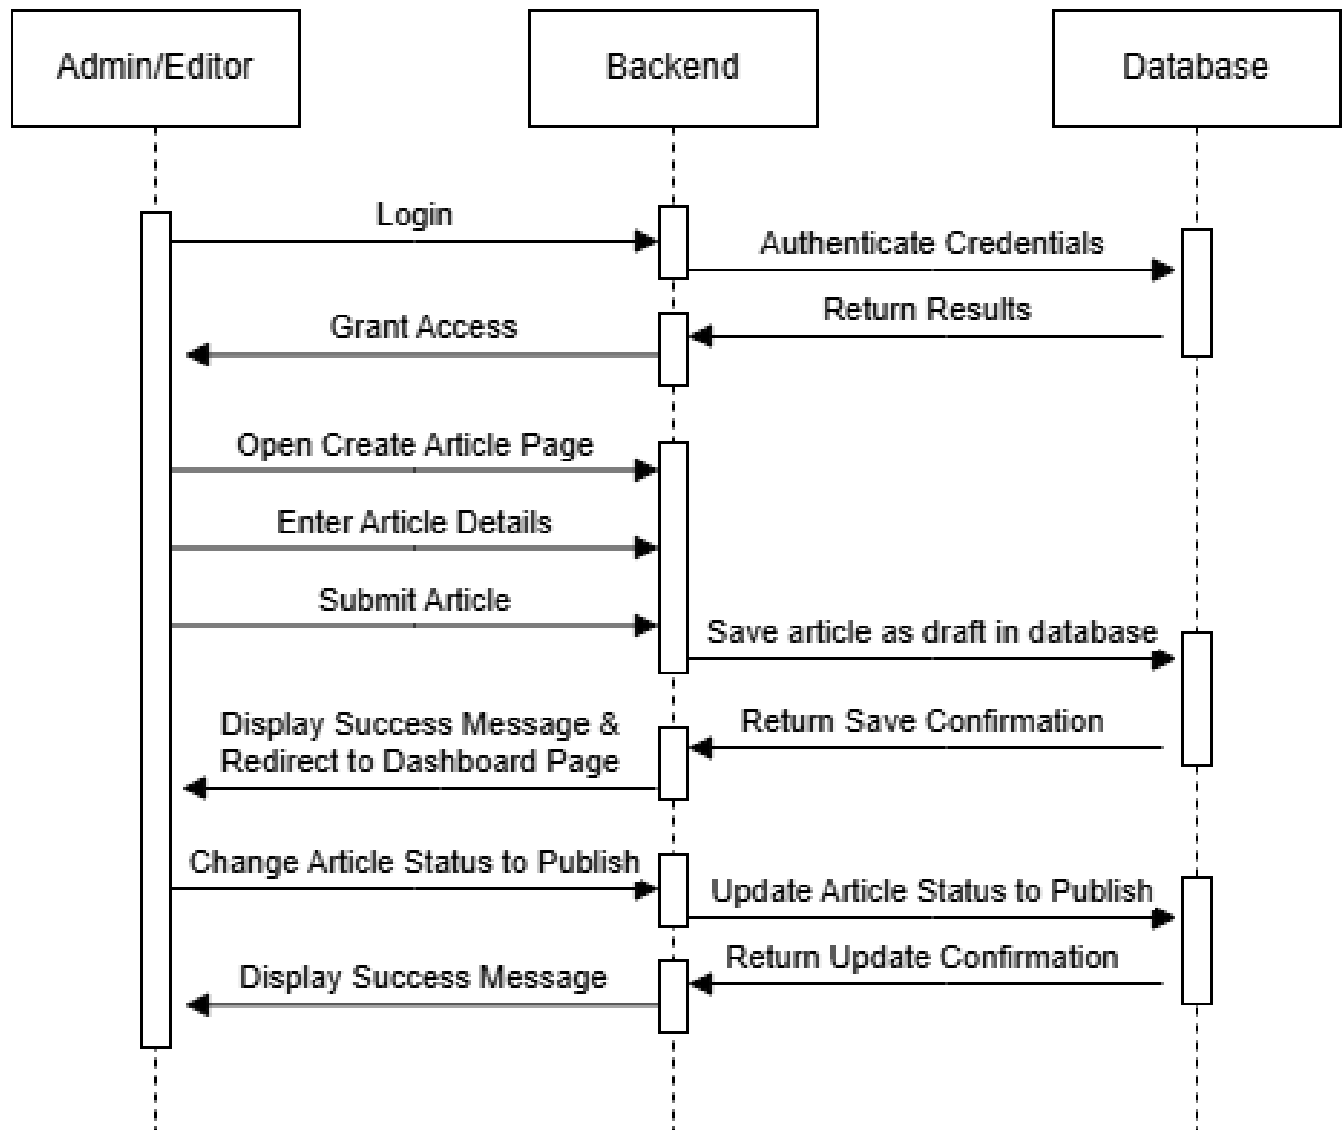 Admin/Editor
Backend
Database
Login
Authenticate Credentials
Return Results
Grant Access
Open Create Article Page
Enter Article Details
Submit Article
Save article as draft in database
Return Save Confirmation
Display Success Message &
Redirect to Dashboard Page
Change Article Status to Publish
Update Article Status to Publish
Return Update Confirmation
Display Success Message